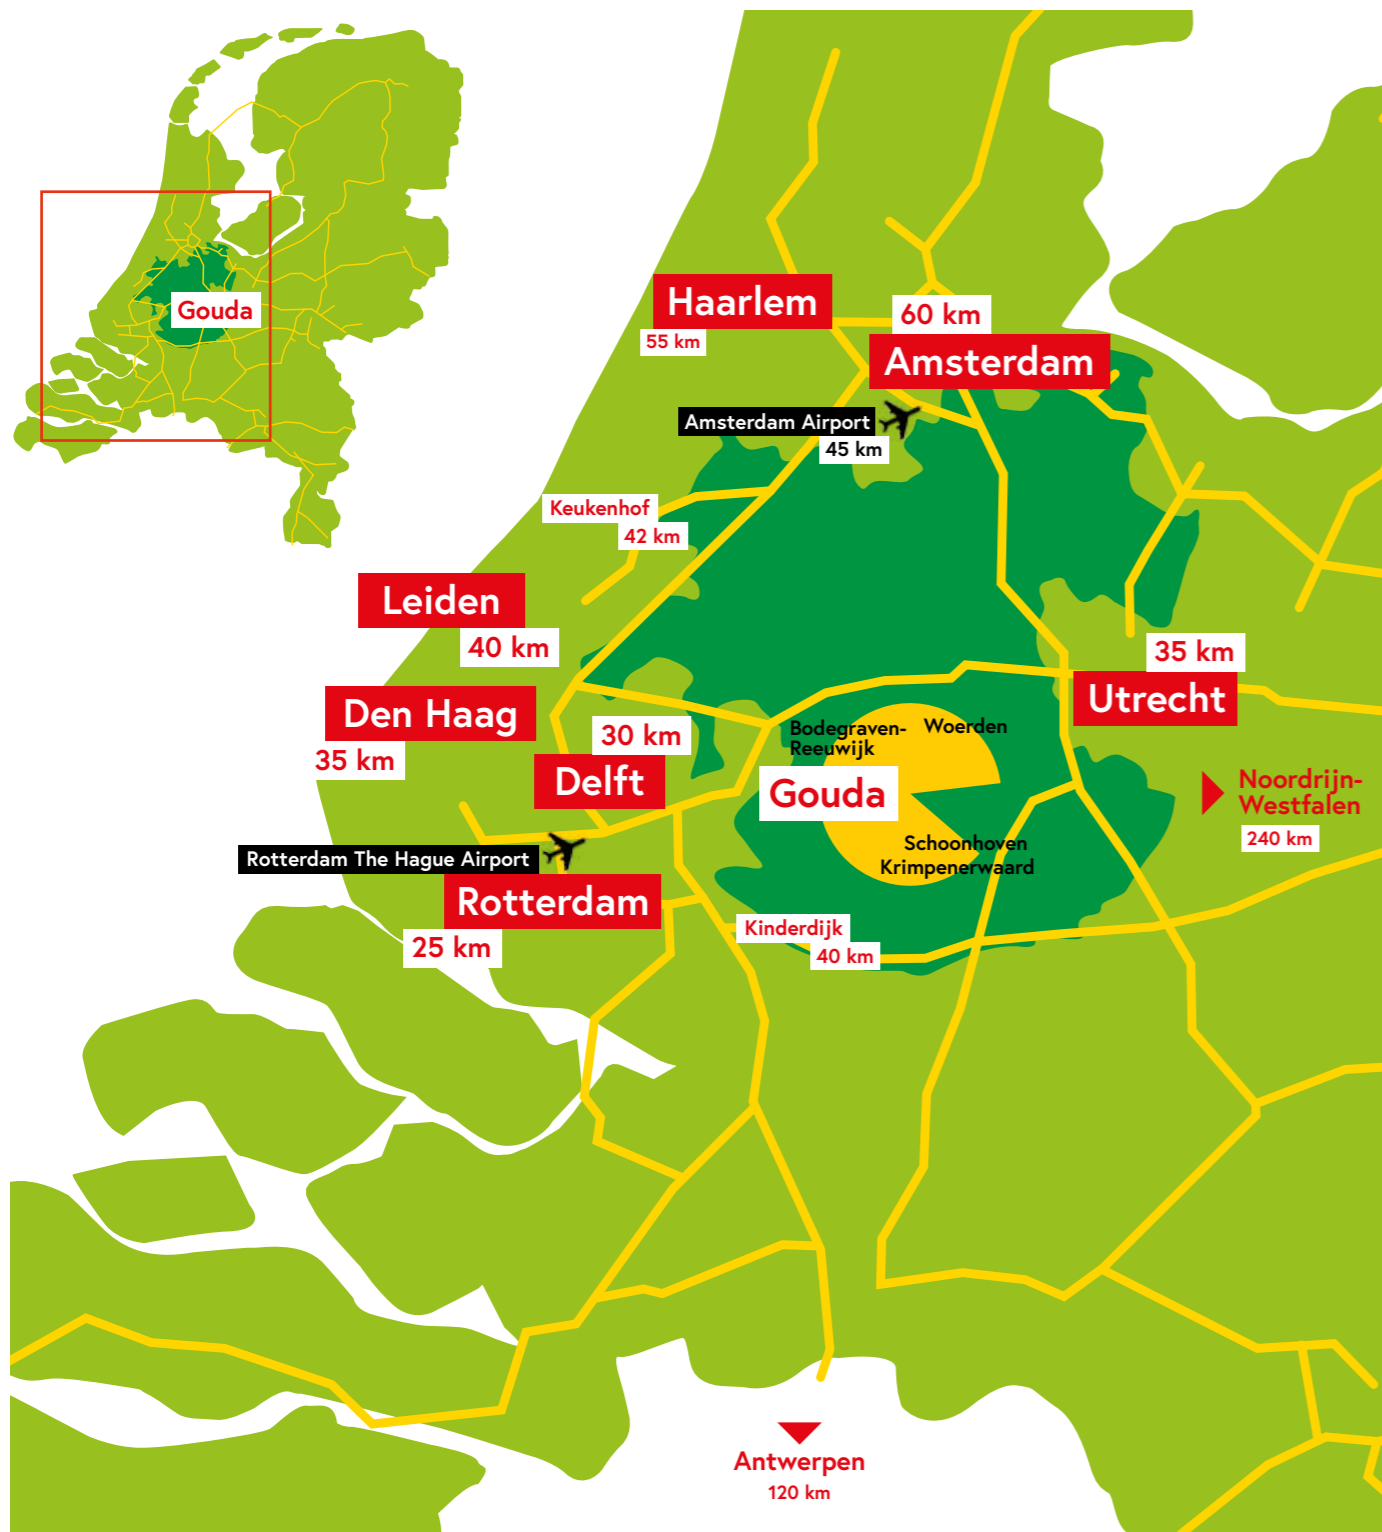 Gouda
Haarlem
55 km
60 km
Amsterdam
Amsterdam Airport
45 km
Keukenhof
42 km
Leiden
40 km
35 km
Utrecht
Den Haag
35 km
30 km
Delft
Bodegraven-
Reeuwijk
Woerden
Gouda
Noordrijn-
Westfalen
240 km
Schoonhoven
Krimpenerwaard
Rotterdam The Hague Airport
Rotterdam
25 km
Kinderdijk
40 km
Antwerpen
120 km